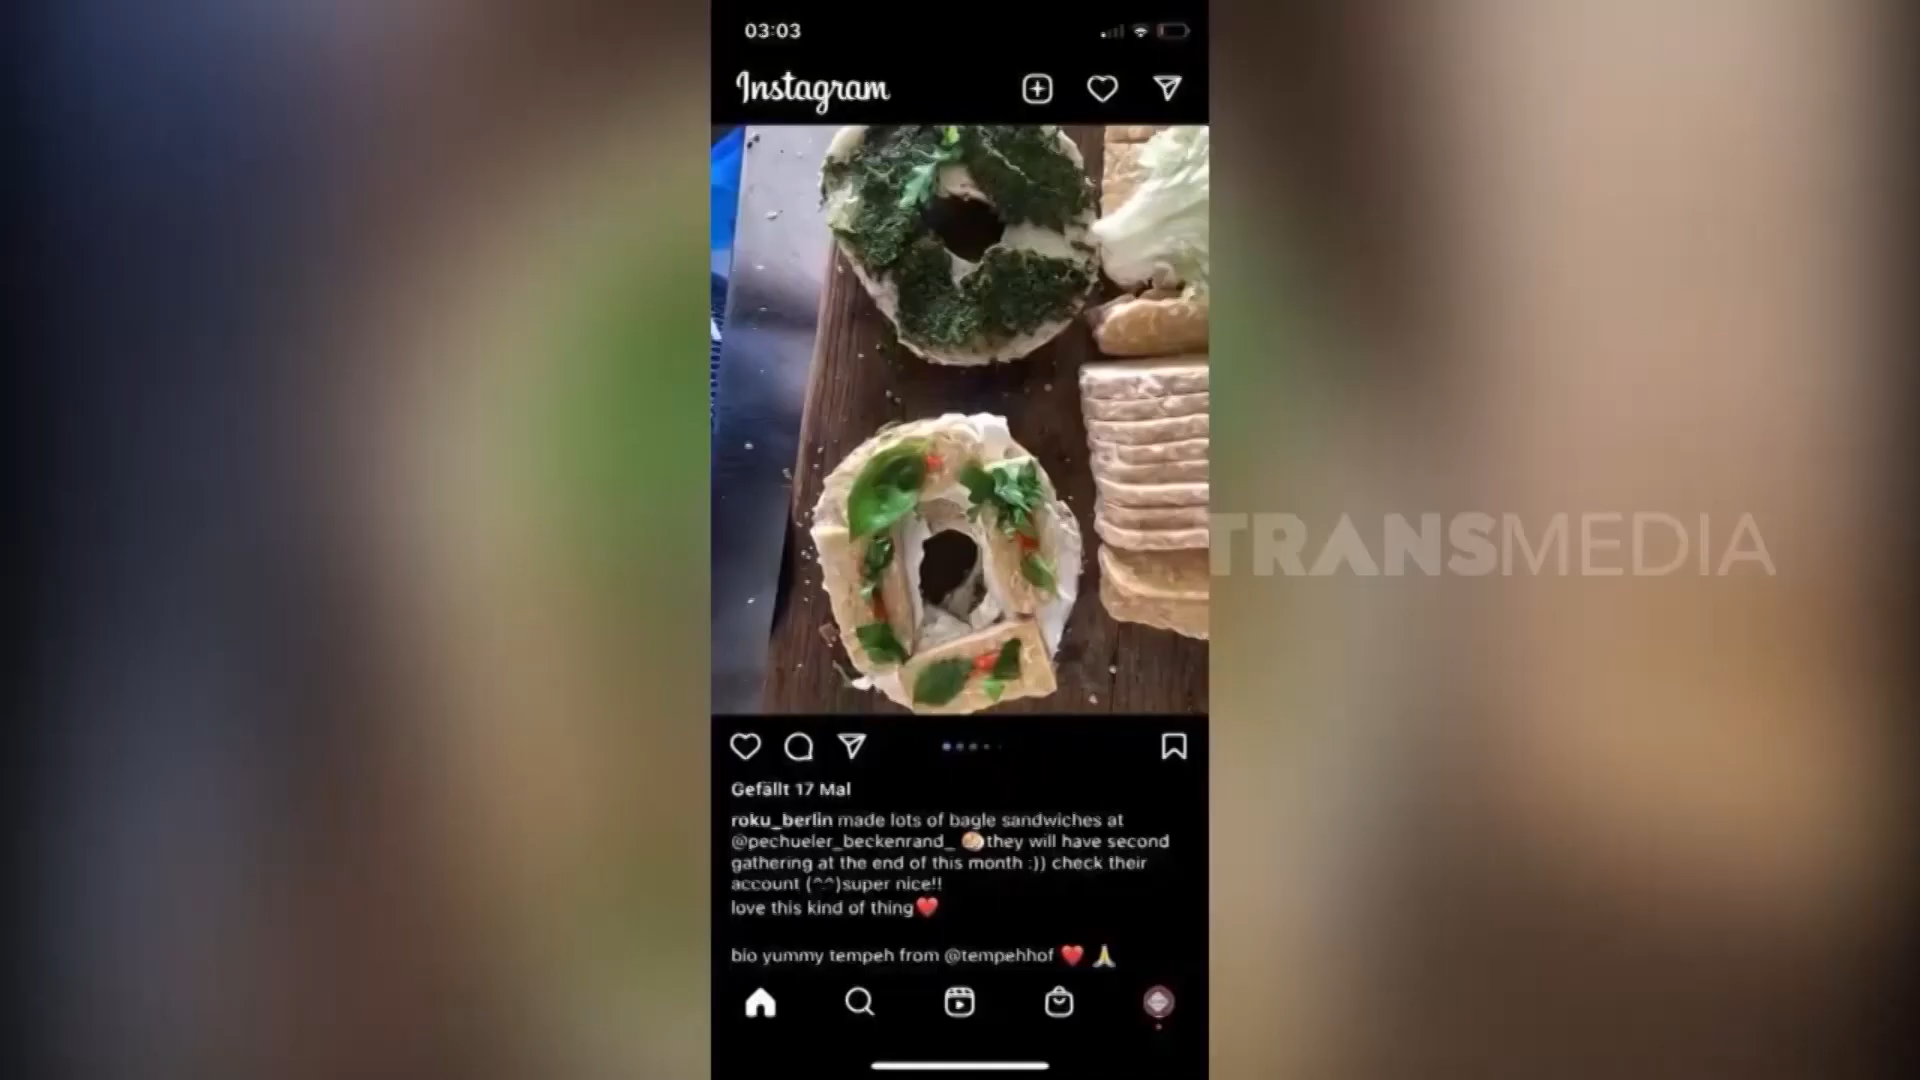 03:03
Instagram
TRANSMEDIA
Gefällt 17 Mal
roku_berlin made lots of bagle sandwiches at
@pechueler_beckenrand_ 🥯they will have second
gathering at the end of this month :)) check their
account (^^)super nice!!
love this kind of thing❤️
bio yummy tempeh from @tempehhof ❤️ 🙏